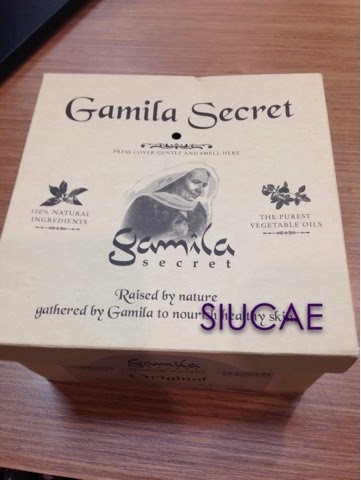 Gamila Secret
PRESS COVER GENTLY AND SMELL HERE
100% NATURAL
INGREDIENTS
THE PUREST
VEGETABLE OILS
gamila
secret
Raised by nature
gathered by Gamila to nourish healthy skin
SIUCAE
gamila
Original